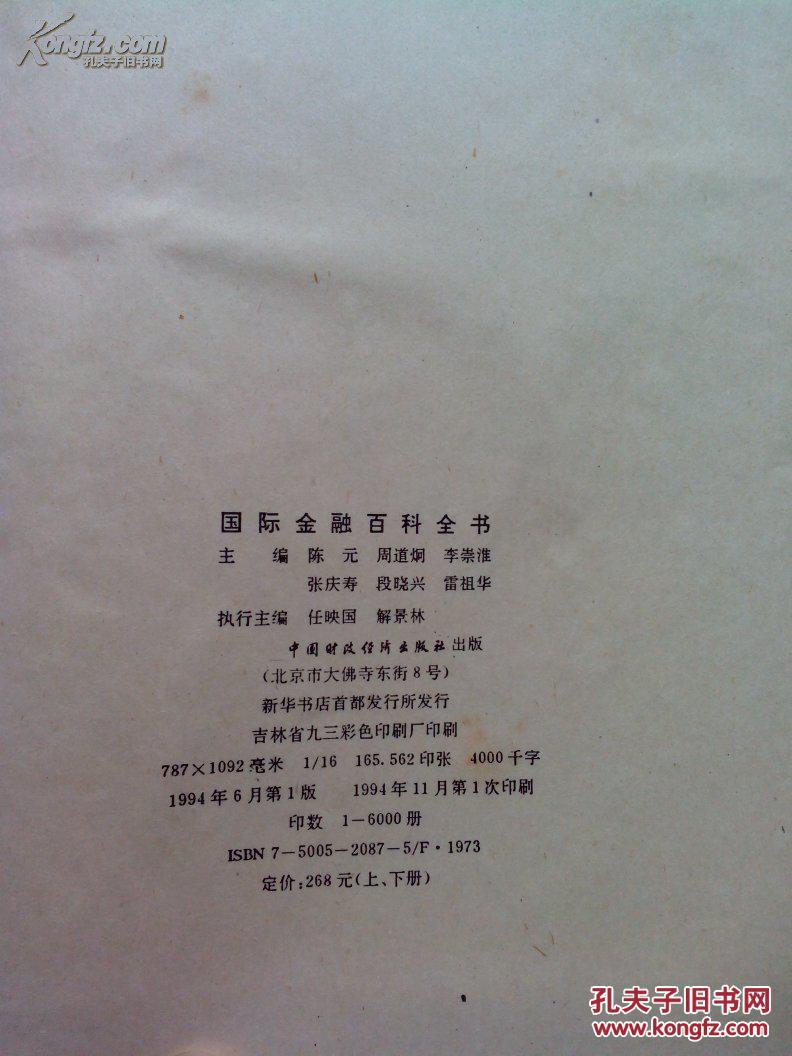 Kongfz.com
孔夫子旧书网
国际金融百科全书
主 编 陈 元 周道炯 李崇淮
张庆寿 段晓兴 雷祖华
执行主编 任映国 解景林
中国财政经济出版社出版
(北京市大佛寺东街8号)
新华书店首都发行所发行
吉林省九三彩色印刷厂印刷
787×1092毫米 1/16 165.562印张 4000千字
1994年6月第1版 1994年11月第1次印刷
印数 1—6000册
ISBN 7—5005—2087—5/F·1973
定价:268元(上、下册)
孔夫子旧书网
www.kongfz.com